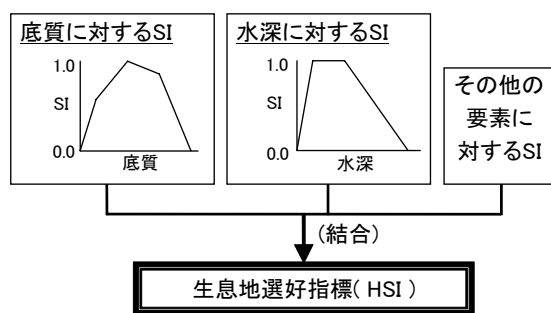 底質に対するSI
1.0
SI
0.0
底質
水深に対するSI
1.0
SI
0.0
水深
その他の
要素に
対するSI
(結合)
生息地選好指標( HSI )